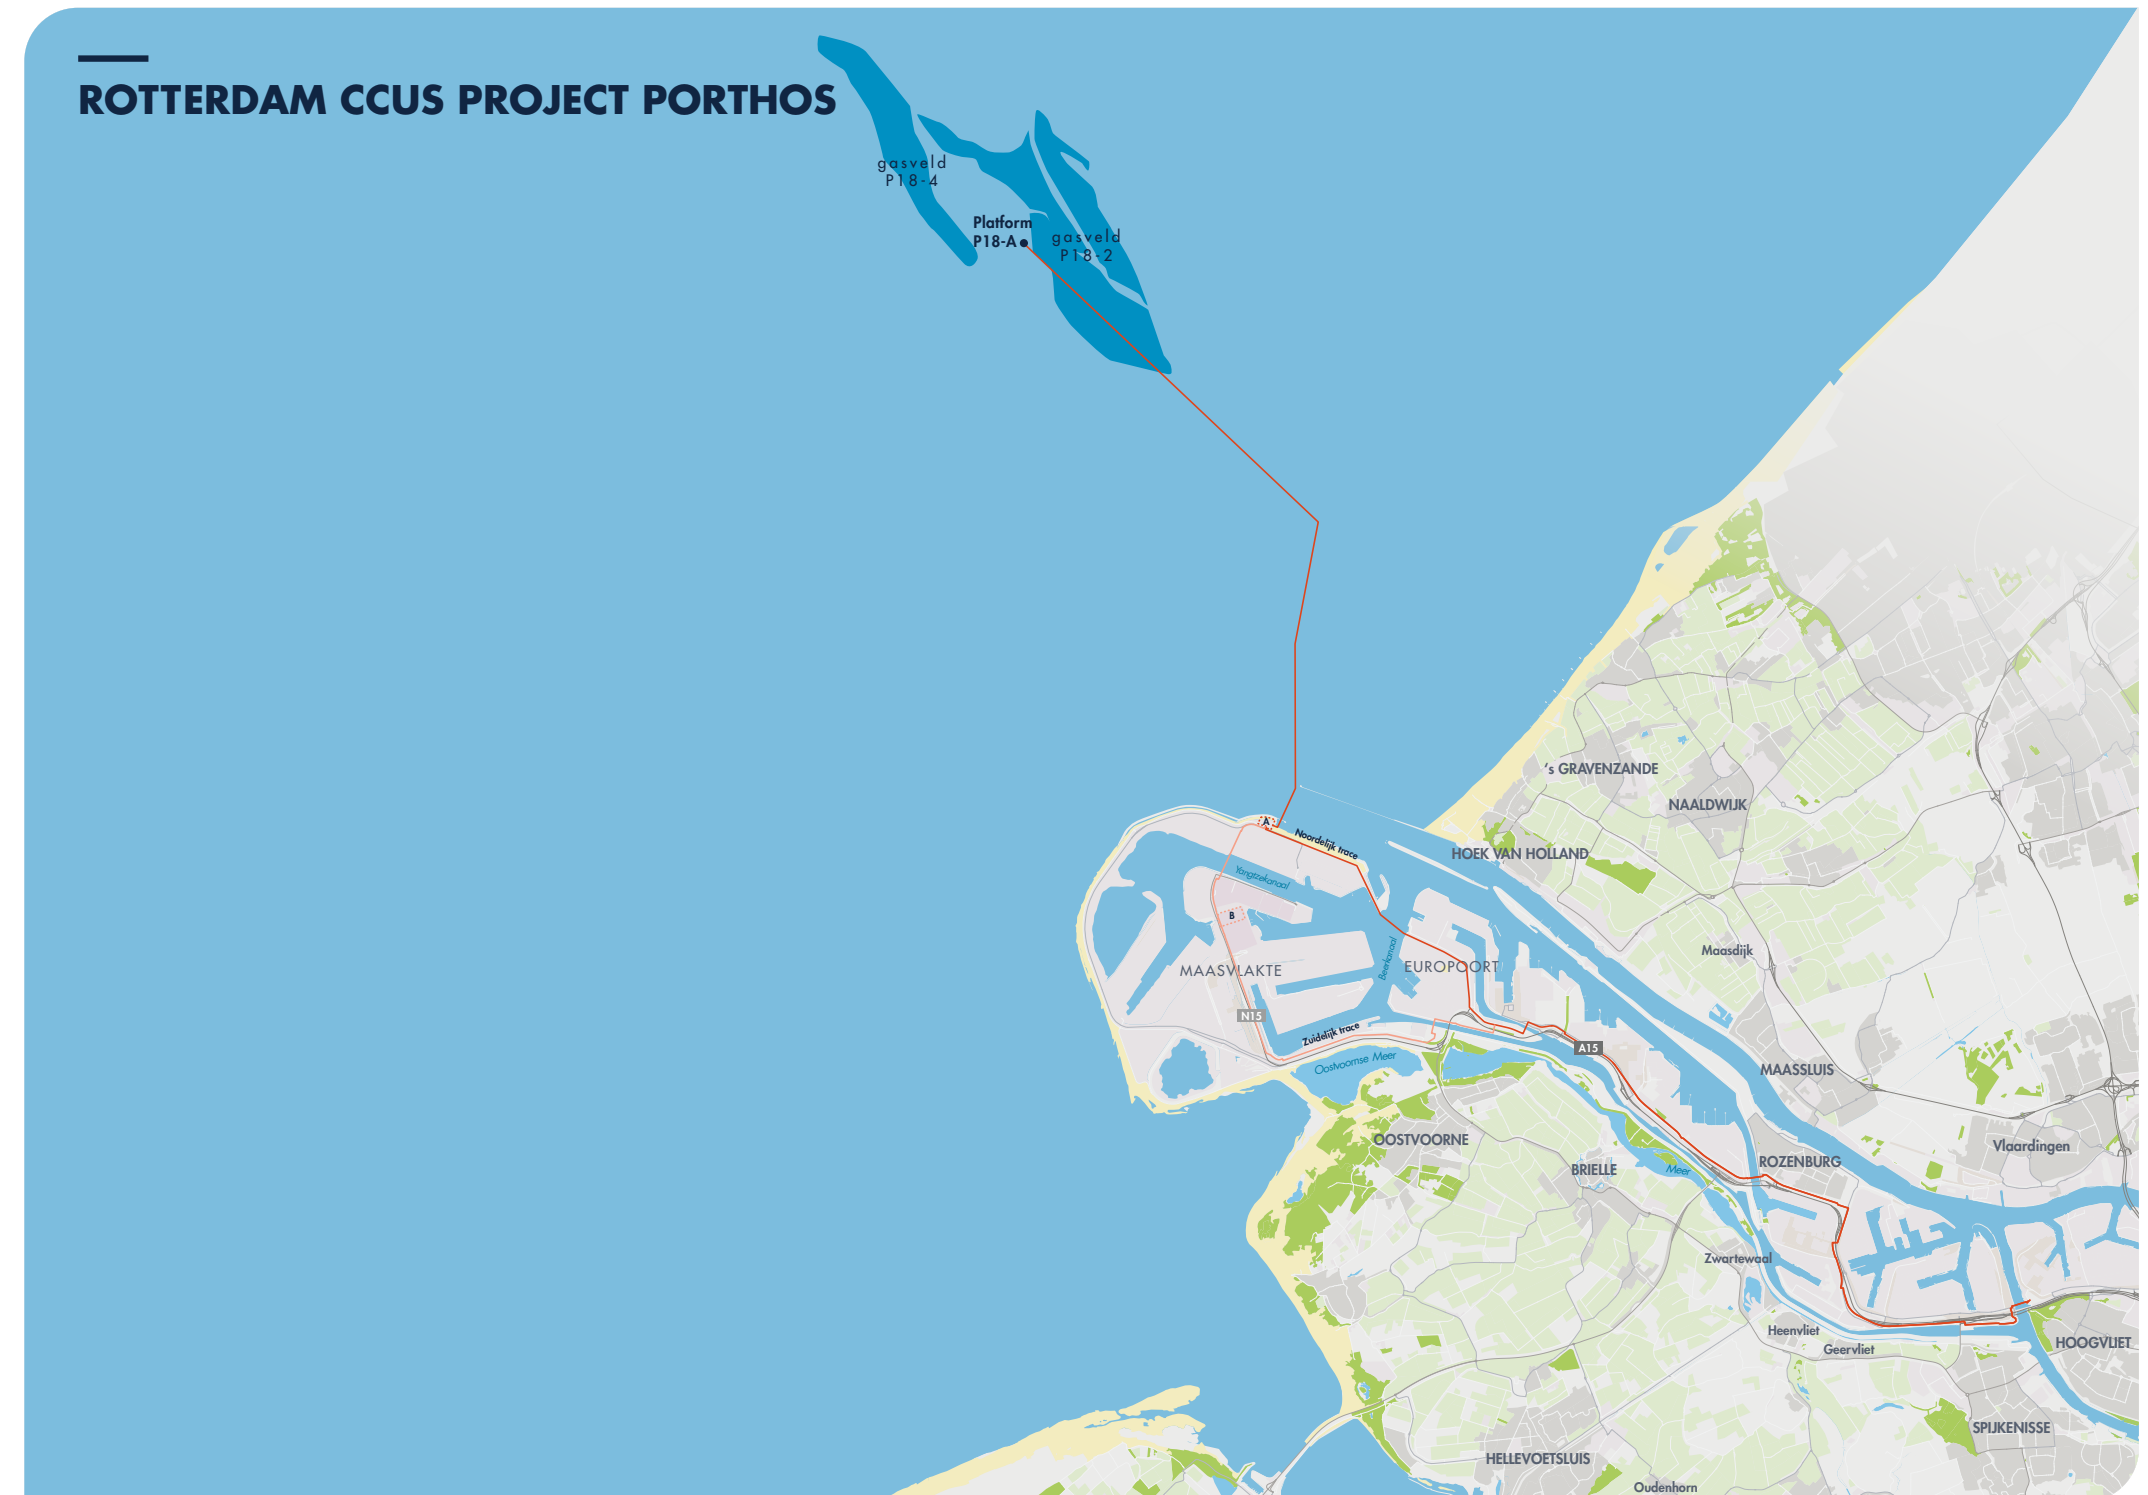 ROTTERDAM CCUS PROJECT PORTHOS
gasveld
P18-4
Platform
P18-A
gasveld
P18-2
's GRAVENZANDE
NAALDWIJK
A
Noordelijk trace
HOEK VAN HOLLAND
Yangtzekanaal
B
Maasdijk
Beerkanaal
MAASVLAKTE
EUROPOORT
N15
Zuidelijk trace
A15
Oostvoornse Meer
MAASSLUIS
OOSTVOORNE
Vlaardingen
BRIELLE
Meer
ROZENBURG
Zwartewaal
Heenvliet
HOOGVLIET
Geervliet
SPIJKENISSE
HELLEVOETSLUIS
Oudenhorn